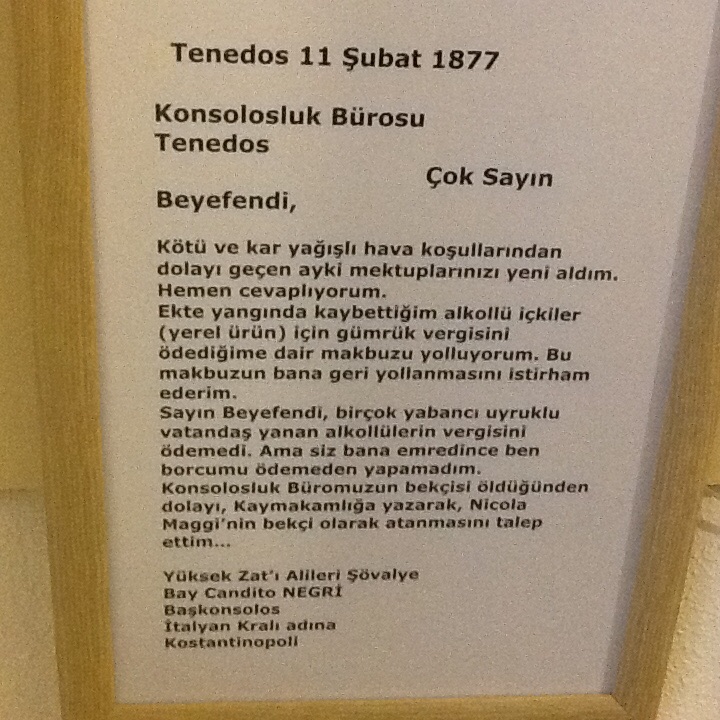 Tenedos 11 Şubat 1877
Konsolosluk Bürosu
Tenedos
Çok Sayın
Beyefendi,
Kötü ve kar yağışlı hava koşullarından
dolayı geçen ayki mektuplarınızı yeni aldım.
Hemen cevaplıyorum.
Ekte yangında kaybettiğim alkollü içkiler
(yerel ürün) için gümrük vergisini
ödediğime dair makbuzu yolluyorum. Bu
makbuzun bana geri yollanmasını istirham
ederim.
Sayın Beyefendi, birçok yabancı uyruklu
vatandaş yanan alkollülerin vergisini
ödemedi. Ama siz bana emredince ben
borcumu ödemeden yapamadım.
Konsolosluk Büromuzun bekçisi öldüğünden
dolayı, Kaymakamlığa yazarak, Nicola
Maggi'nin bekçi olarak atanmasını talep
ettim...
Yüksek Zat'ı Alileri Şövalye
Bay Candito NEGRİ
Başkonsolos
İtalyan Kralı adına
Kostantinopoli